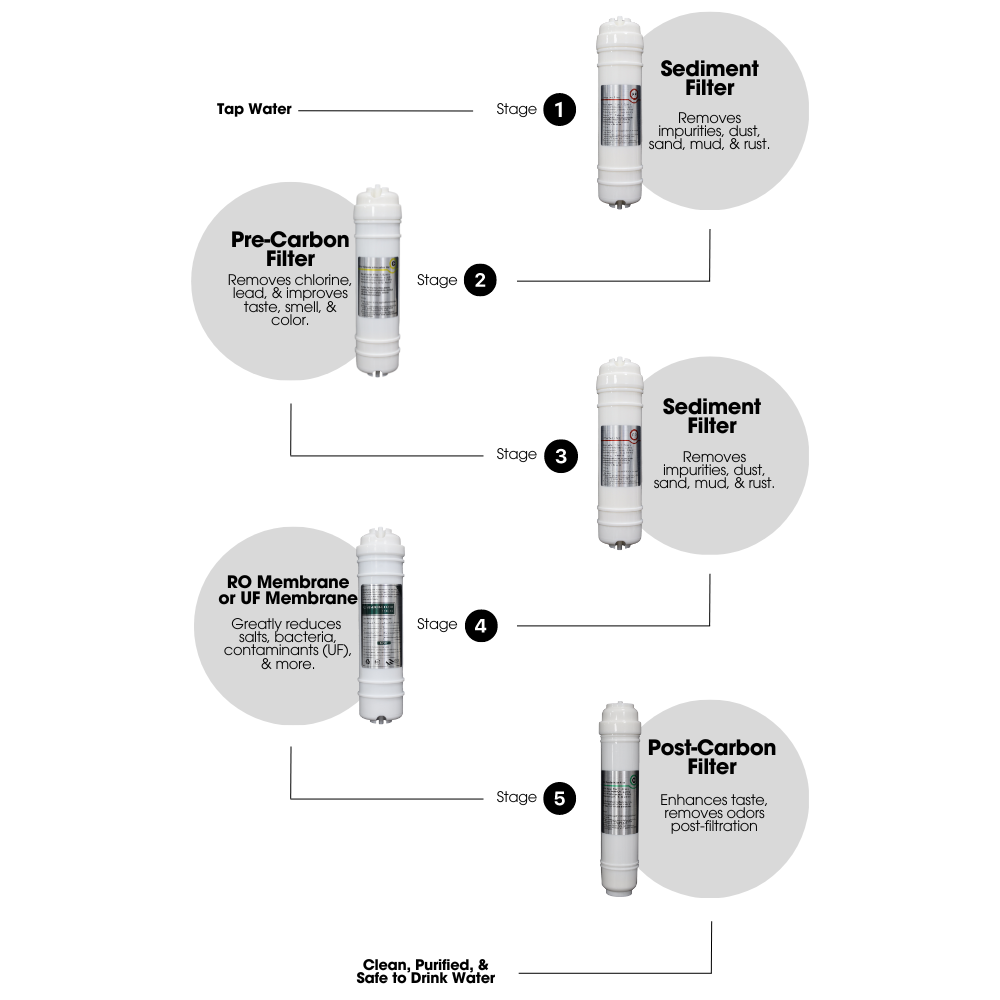 Sediment
Filter
Removes
impurities, dust,
sand, mud, & rust.
Tap Water
Stage 1
Pre-Carbon
Filter
Removes chlorine,
lead, & improves
taste, smell, &
color.
Stage 2
Sediment
Filter
Removes
impurities, dust,
sand, mud, & rust.
Stage 3
RO Membrane
or UF Membrane
Greatly reduces
salts, bacteria,
contaminants (UF),
& more.
Stage 4
Post-Carbon
Filter
Enhances taste,
removes odors
post-filtration
Stage 5
Clean, Purified, &
Safe to Drink Water